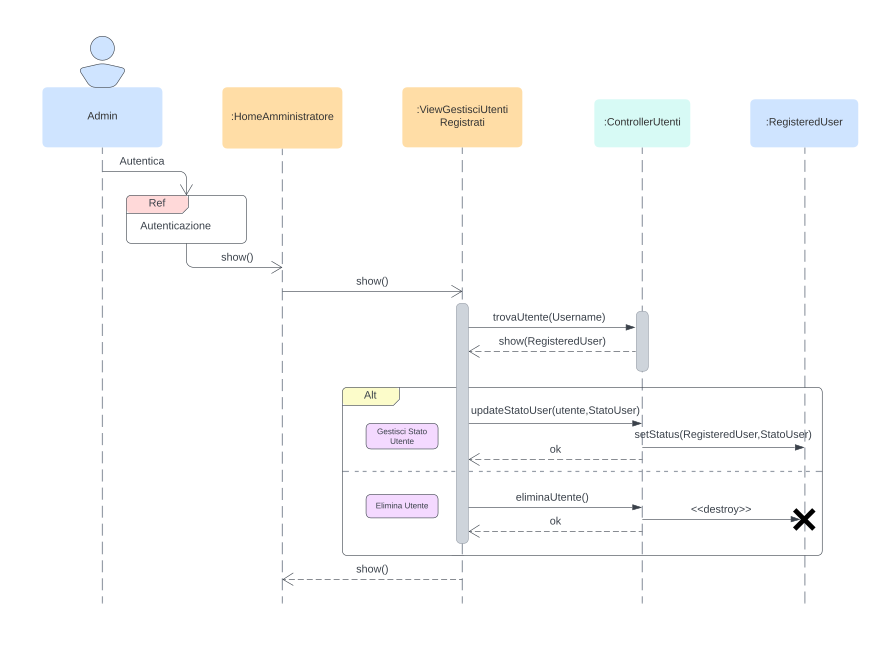 Admin
:HomeAmministratore
:ViewGestisciUtenti
Registrati
:ControllerUtenti
:RegisteredUser
Autentica
Ref
Autenticazione
show()
show()
trovaUtente(Username)
show(RegisteredUser)
Alt
updateStatoUser(utente,StatoUser)
Gestisci Stato
Utente
setStatus(RegisteredUser,StatoUser)
ok
Elimina Utente
eliminaUtente()
<<destroy>>
ok
show()